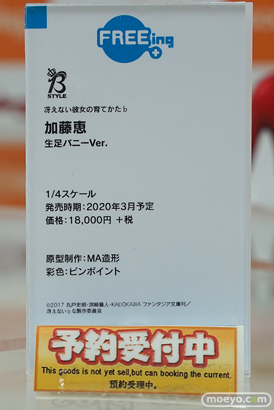 FREEing
B
STYLE
冴えない彼女の育てかた♭
加藤恵
生足バニーVer.
1/4スケール
発売時期：2020年3月予定
価格：18,000円 +税
原型制作：MA造形
彩色：ピンポイント
©2017 丸戸史明・深崎暮人・KADOKAWA ファンタジア文庫刊／
冴えない♭な製作委員会
予約受付中
This goods is not yet sell,but can booking the current.
予約受理中。
moeyo.com